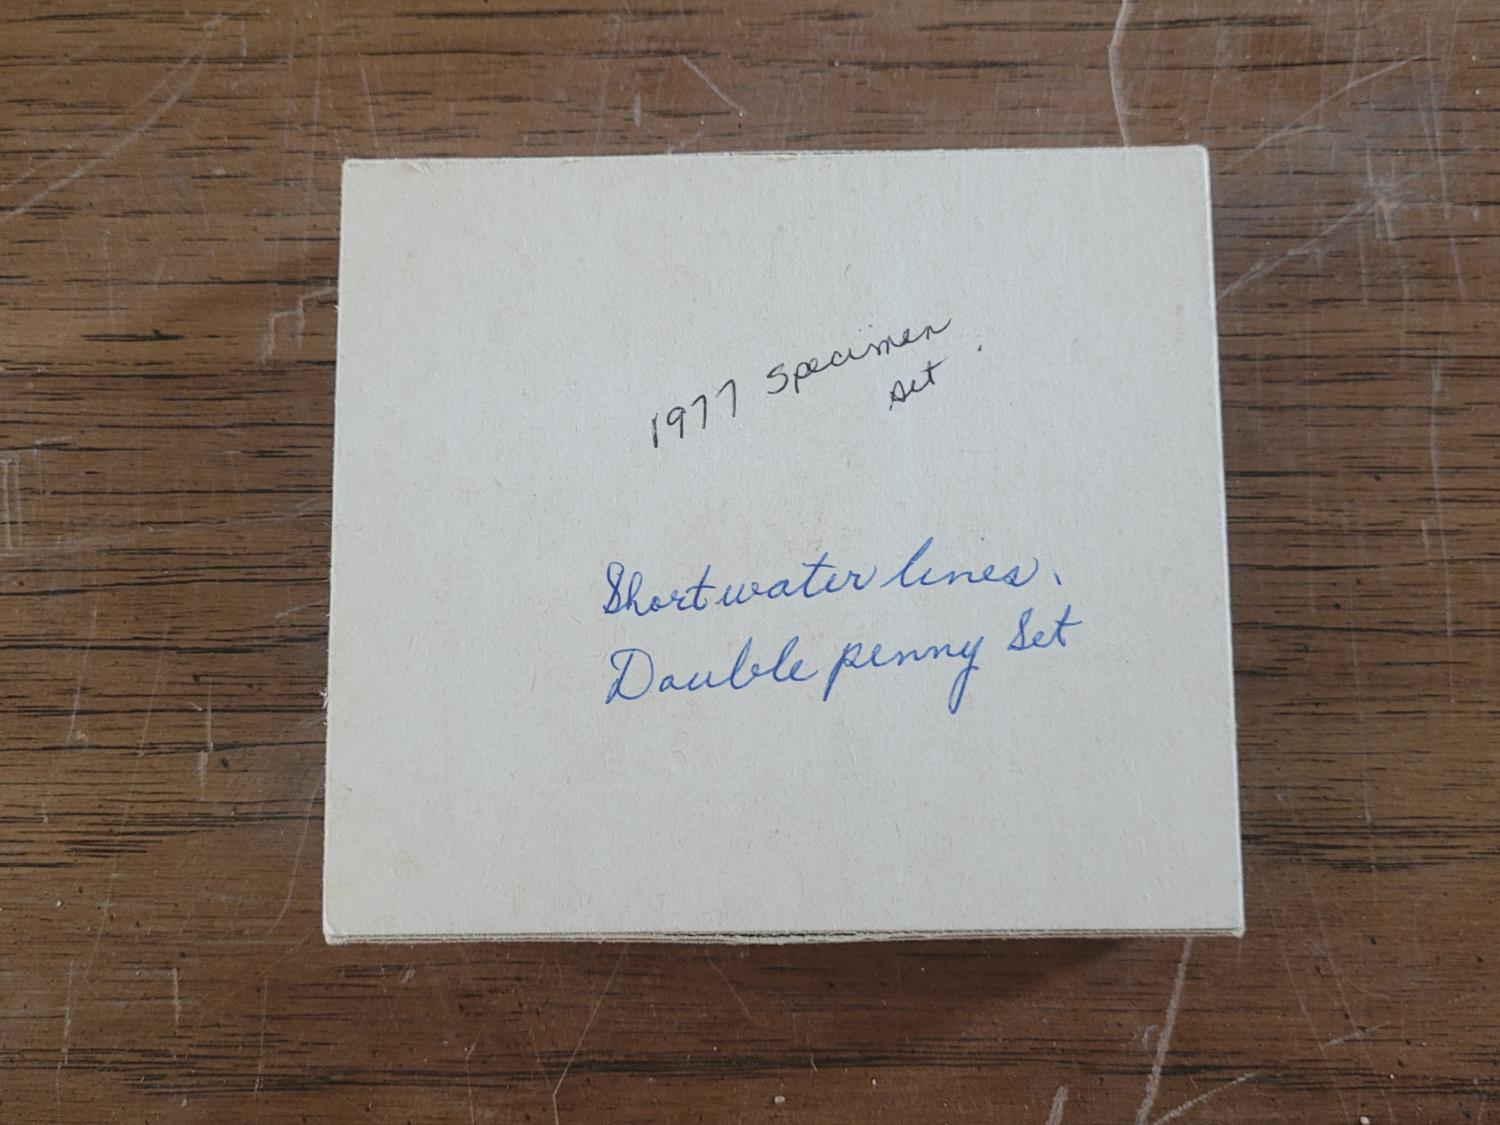 1977 Specimen
set.
Short water lines.
Double penny Set